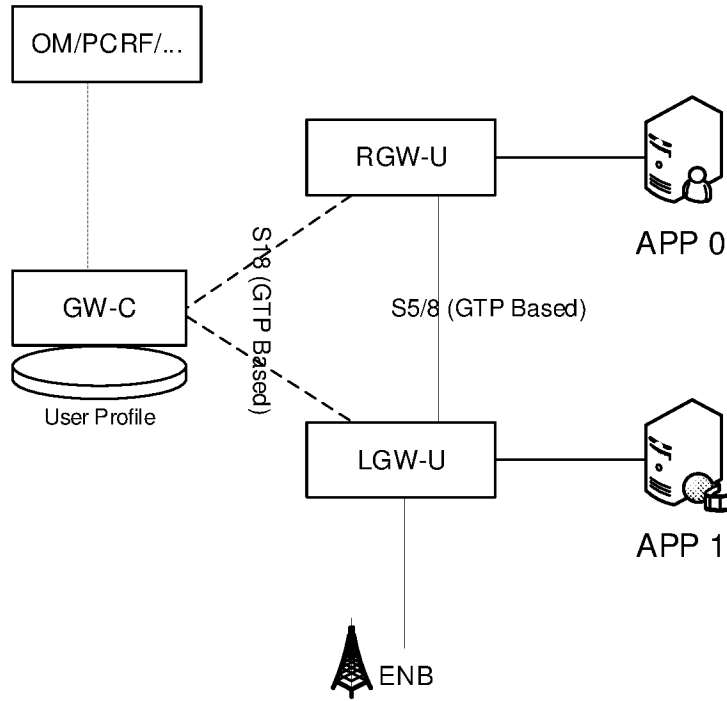 OM/PCRF/...
RGW-U
APP 0
S18 (GTP Based)
GW-C
S5/8 (GTP Based)
User Profile
LGW-U
APP 1
ENB